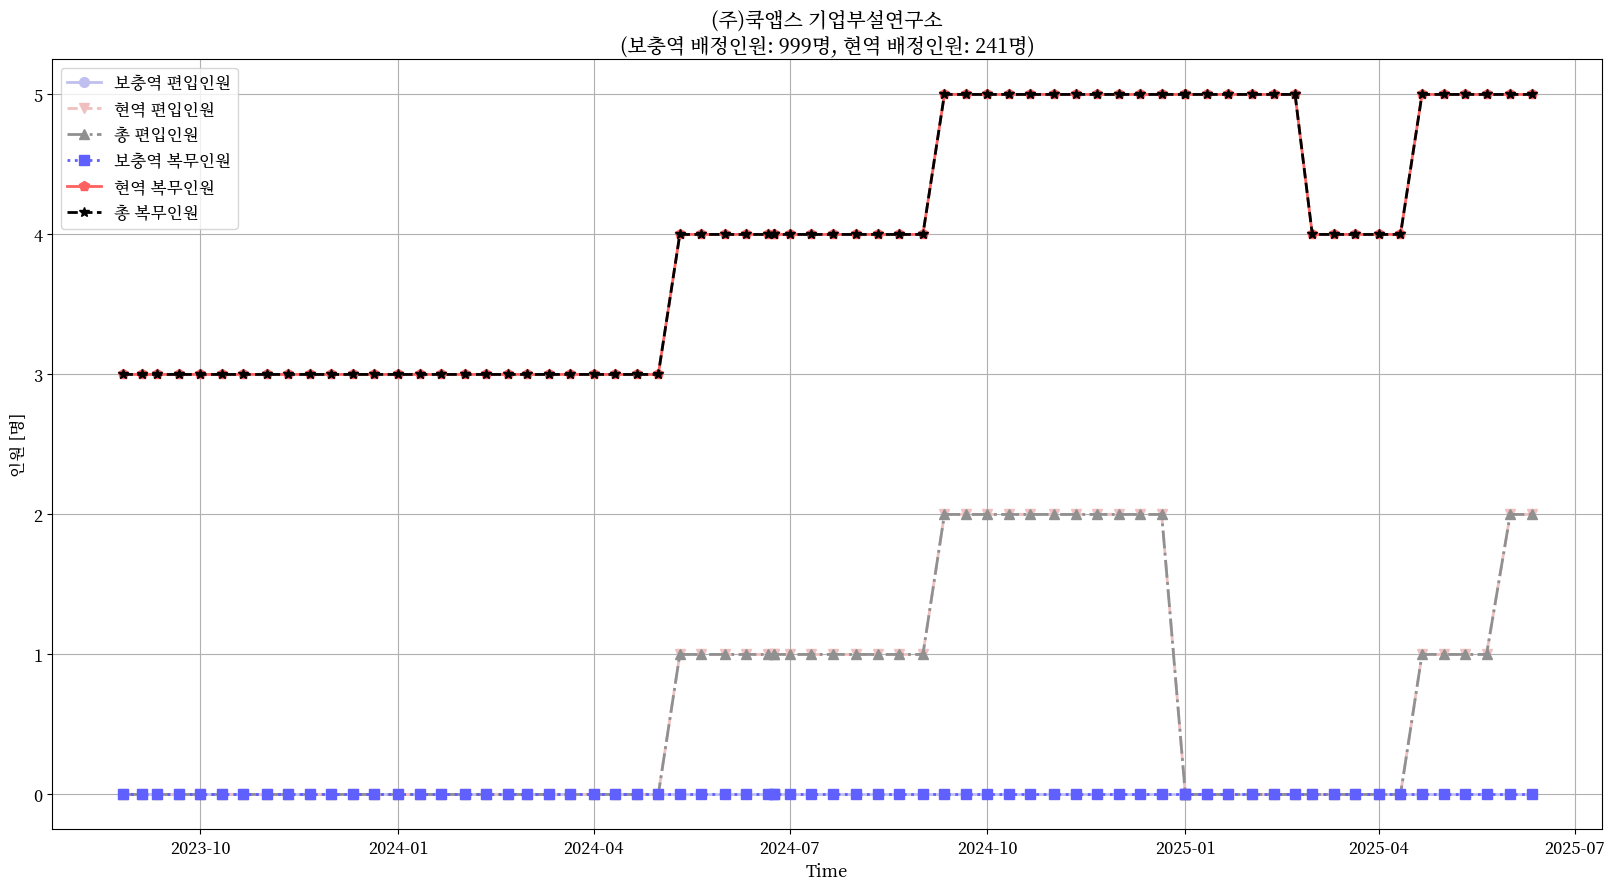 (주)쿡앱스 기업부설연구소
(보충역 배정인원: 999명, 현역 배정인원: 241명)
보충역 편입인원
현역 편입인원
총 편입인원
보충역 복무인원
현역 복무인원
총 복무인원
인원 [명]
5
4
3
2
1
0
2023-10
2024-01
2024-04
2024-07
2024-10
2025-01
2025-04
2025-07
Time